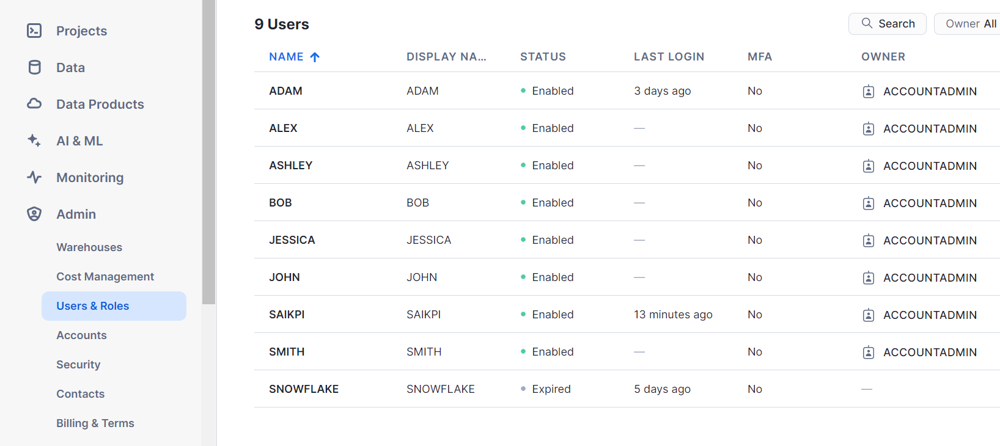 Projects
Data
Data Products
AI & ML
Monitoring
Admin
Warehouses
Cost Management
Users & Roles
Accounts
Security
Contacts
Billing & Terms
9 Users
Search
Owner All
NAME DISPLAY NA... STATUS LAST LOGIN MFA OWNER
ADAM ADAM Enabled 3 days ago No ACCOUNTADMIN
ALEX ALEX Enabled — No ACCOUNTADMIN
ASHLEY ASHLEY Enabled — No ACCOUNTADMIN
BOB BOB Enabled — No ACCOUNTADMIN
JESSICA JESSICA Enabled — No ACCOUNTADMIN
JOHN JOHN Enabled — No ACCOUNTADMIN
SAIKPI SAIKPI Enabled 13 minutes ago No ACCOUNTADMIN
SMITH SMITH Enabled — No ACCOUNTADMIN
SNOWFLAKE SNOWFLAKE Expired 5 days ago No —